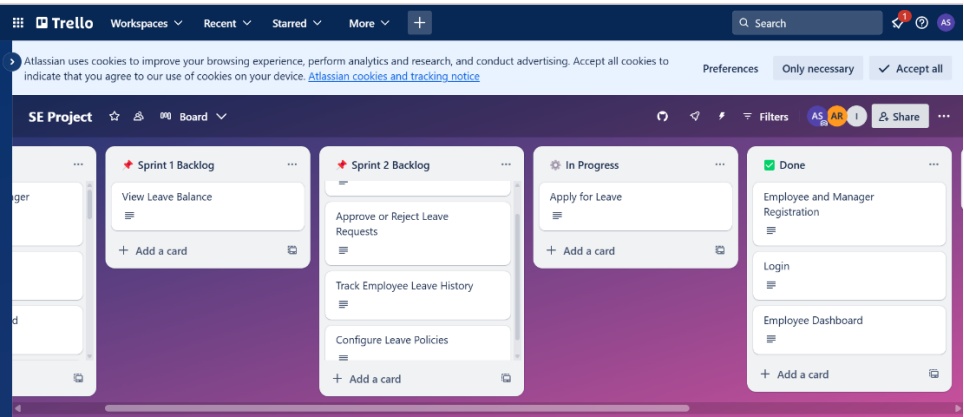 Trello Workspaces Recent Starred More + Search 1 AS
Atlassian uses cookies to improve your browsing experience, perform analytics and research, and conduct advertising. Accept all cookies to
indicate that you agree to our use of cookies on your device. Atlassian cookies and tracking notice
Preferences Only necessary Accept all
SE Project Board Filters AS AR I Share
ager
d
Sprint 1 Backlog
View Leave Balance
+ Add a card
Sprint 2 Backlog
Approve or Reject Leave
Requests
Track Employee Leave History
Configure Leave Policies
+ Add a card
In Progress
Apply for Leave
+ Add a card
Done
Employee and Manager
Registration
Login
Employee Dashboard
+ Add a card